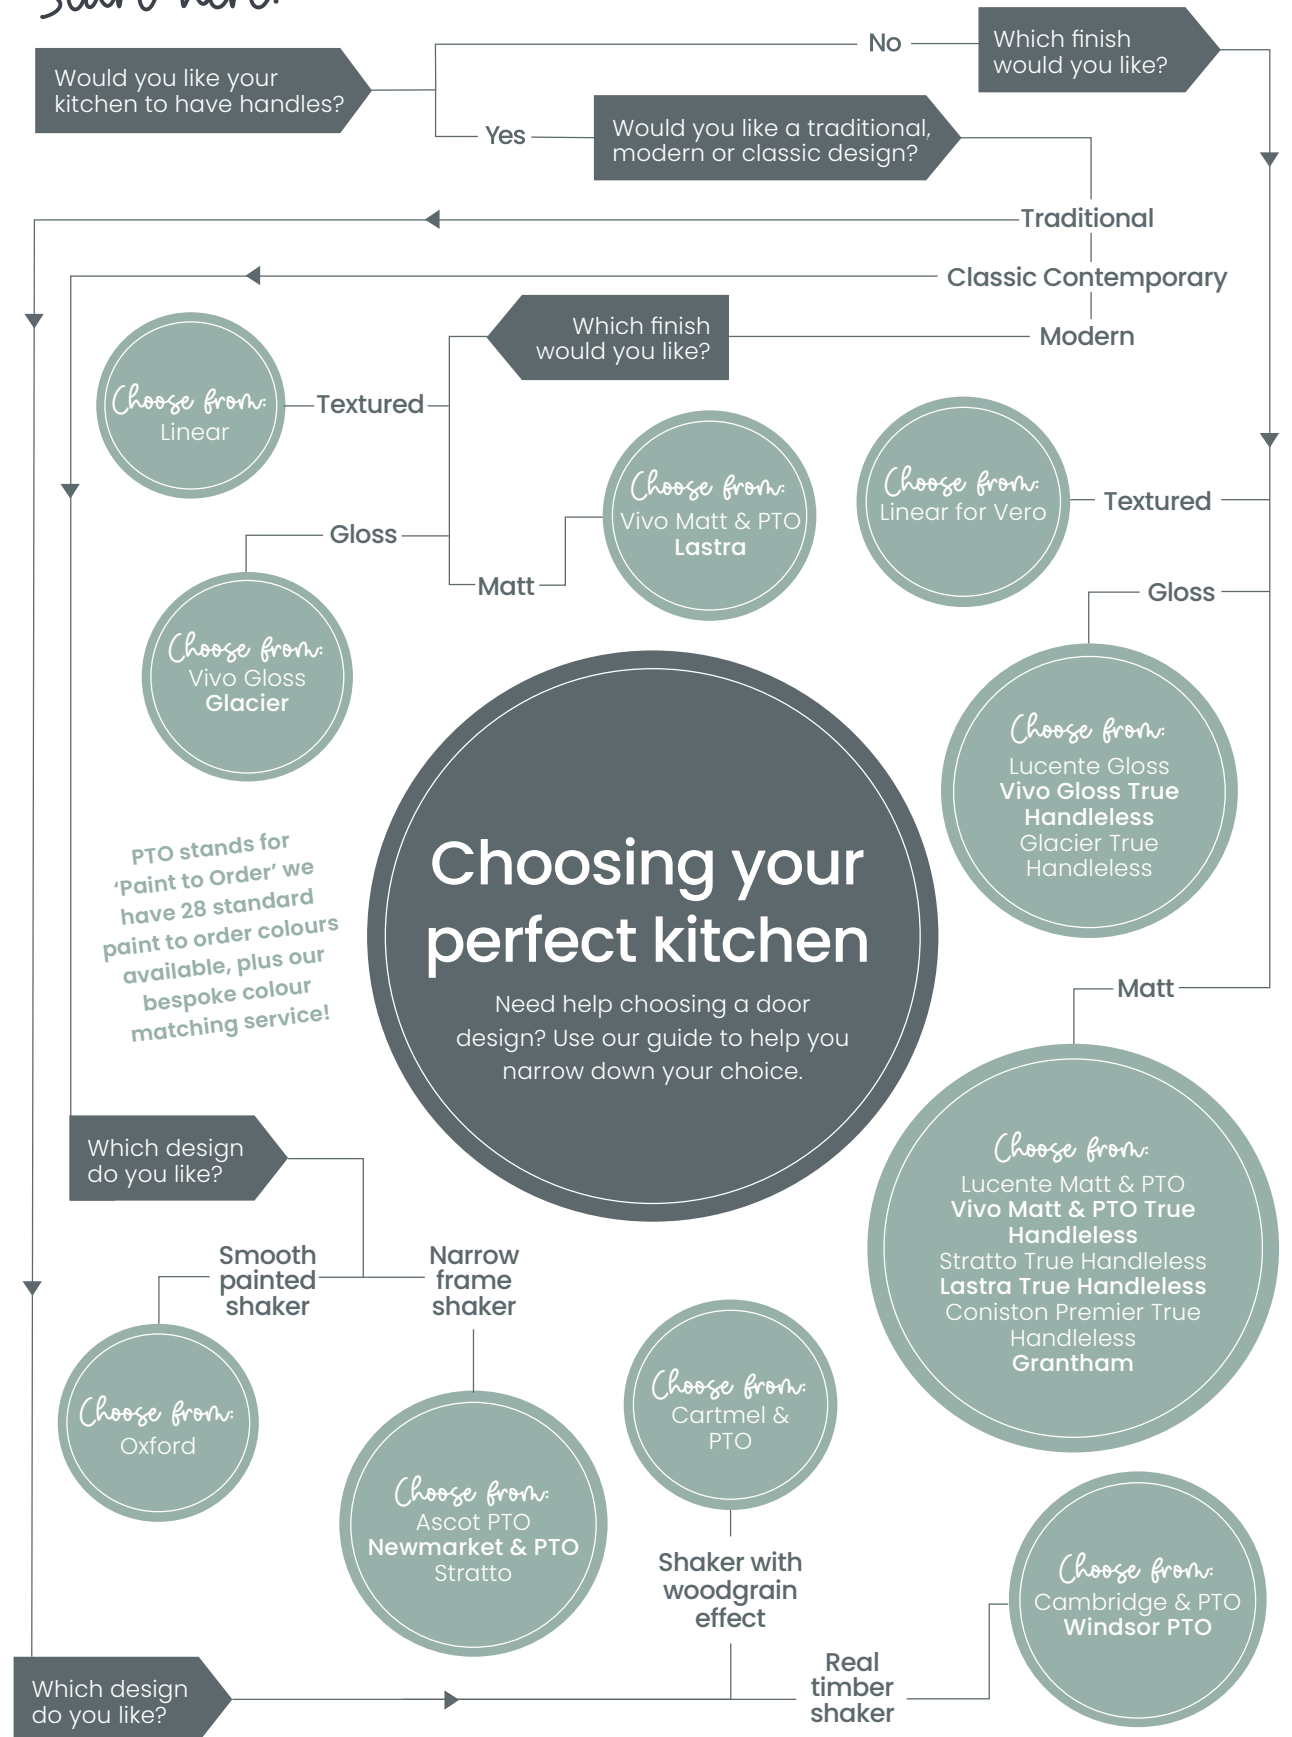 start here:
Would you like your
kitchen to have handles?
No
Which finish
would you like?
Yes
Would you like a traditional,
modern or classic design?
Traditional
Classic Contemporary
Which finish
would you like?
Modern
Choose from:
Linear
Textured
Choose from:
Vivo Matt & PTO
Lastra
Choose from:
Linear for Vero
Textured
Gloss
Matt
Gloss
Choose from:
Vivo Gloss
Glacier
Choose from:
Lucente Gloss
Vivo Gloss True
Handleless
Glacier True
Handleless
PTO stands for
‘Paint to Order’ we
have 28 standard
paint to order colours
available, plus our
bespoke colour
matching service!
Choosing your
perfect kitchen
Need help choosing a door
design? Use our guide to help you
narrow down your choice.
Matt
Choose from:
Lucente Matt & PTO
Vivo Matt & PTO True
Handleless
Stratto True Handleless
Lastra True Handleless
Coniston Premier True
Handleless
Grantham
Which design
do you like?
Smooth
painted
shaker
Narrow
frame
shaker
Choose from:
Oxford
Choose from:
Ascot PTO
Newmarket & PTO
Stratto
Choose from:
Cartmel &
PTO
Shaker with
woodgrain
effect
Choose from:
Cambridge & PTO
Windsor PTO
Real
timber
shaker
Which design
do you like?